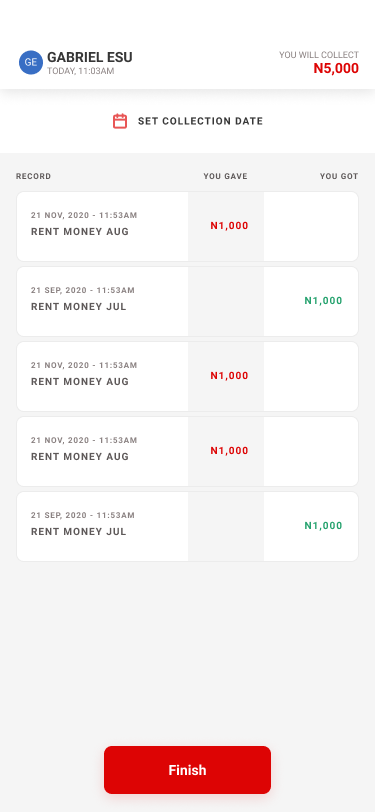 GE
GABRIEL ESU
TODAY, 11:03AM
YOU WILL COLLECT
N5,000
SET COLLECTION DATE
RECORD YOU GAVE YOU GOT
21 NOV, 2020 - 11:53AM
RENT MONEY AUG
N1,000
21 SEP, 2020 - 11:53AM
RENT MONEY JUL
N1,000
21 NOV, 2020 - 11:53AM
RENT MONEY AUG
N1,000
21 NOV, 2020 - 11:53AM
RENT MONEY AUG
N1,000
21 SEP, 2020 - 11:53AM
RENT MONEY JUL
N1,000
Finish